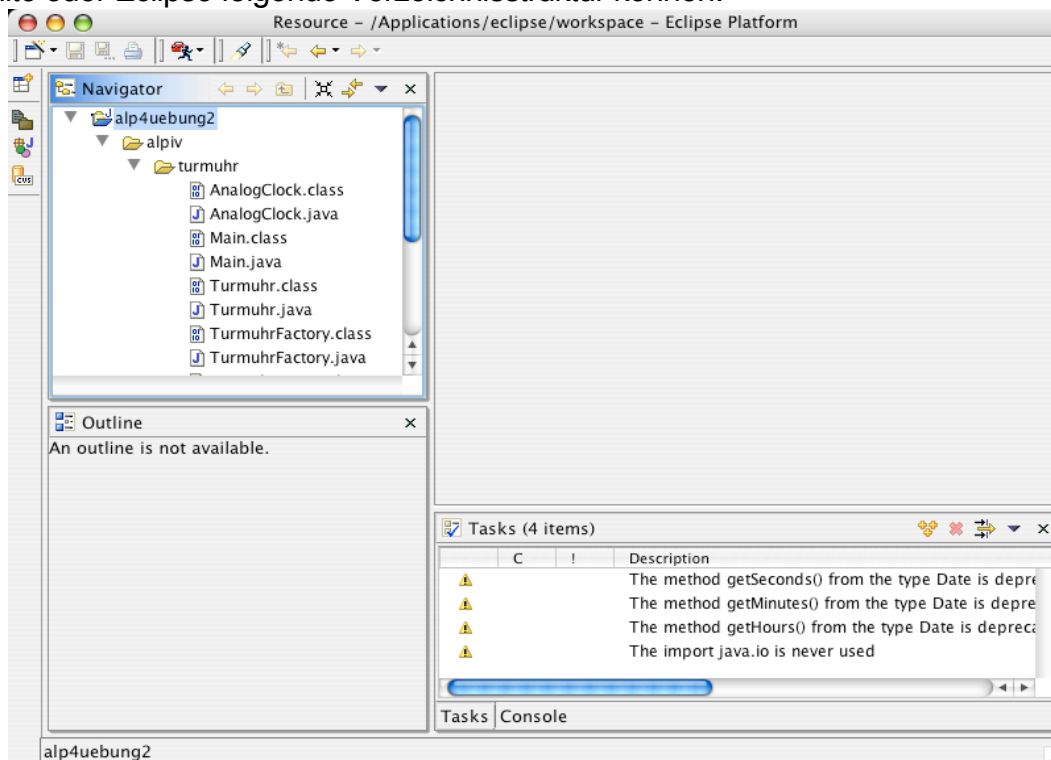 oder Eclipse folgende
Resource – /Applications/eclipse/workspace – Eclipse Platform
Navigator
alp4uebung2
alpiv
turmuhr
AnalogClock.class
AnalogClock.java
Main.class
Main.java
Turmuhr.class
Turmuhr.java
TurmuhrFactory.class
TurmuhrFactory.java
Outline
An outline is not available.
Tasks (4 items)
C ! Description
The method getSeconds() from the type Date is depre
The method getMinutes() from the type Date is depre
The method getHours() from the type Date is depreca
The import java.io is never used
Tasks Console
alp4uebung2